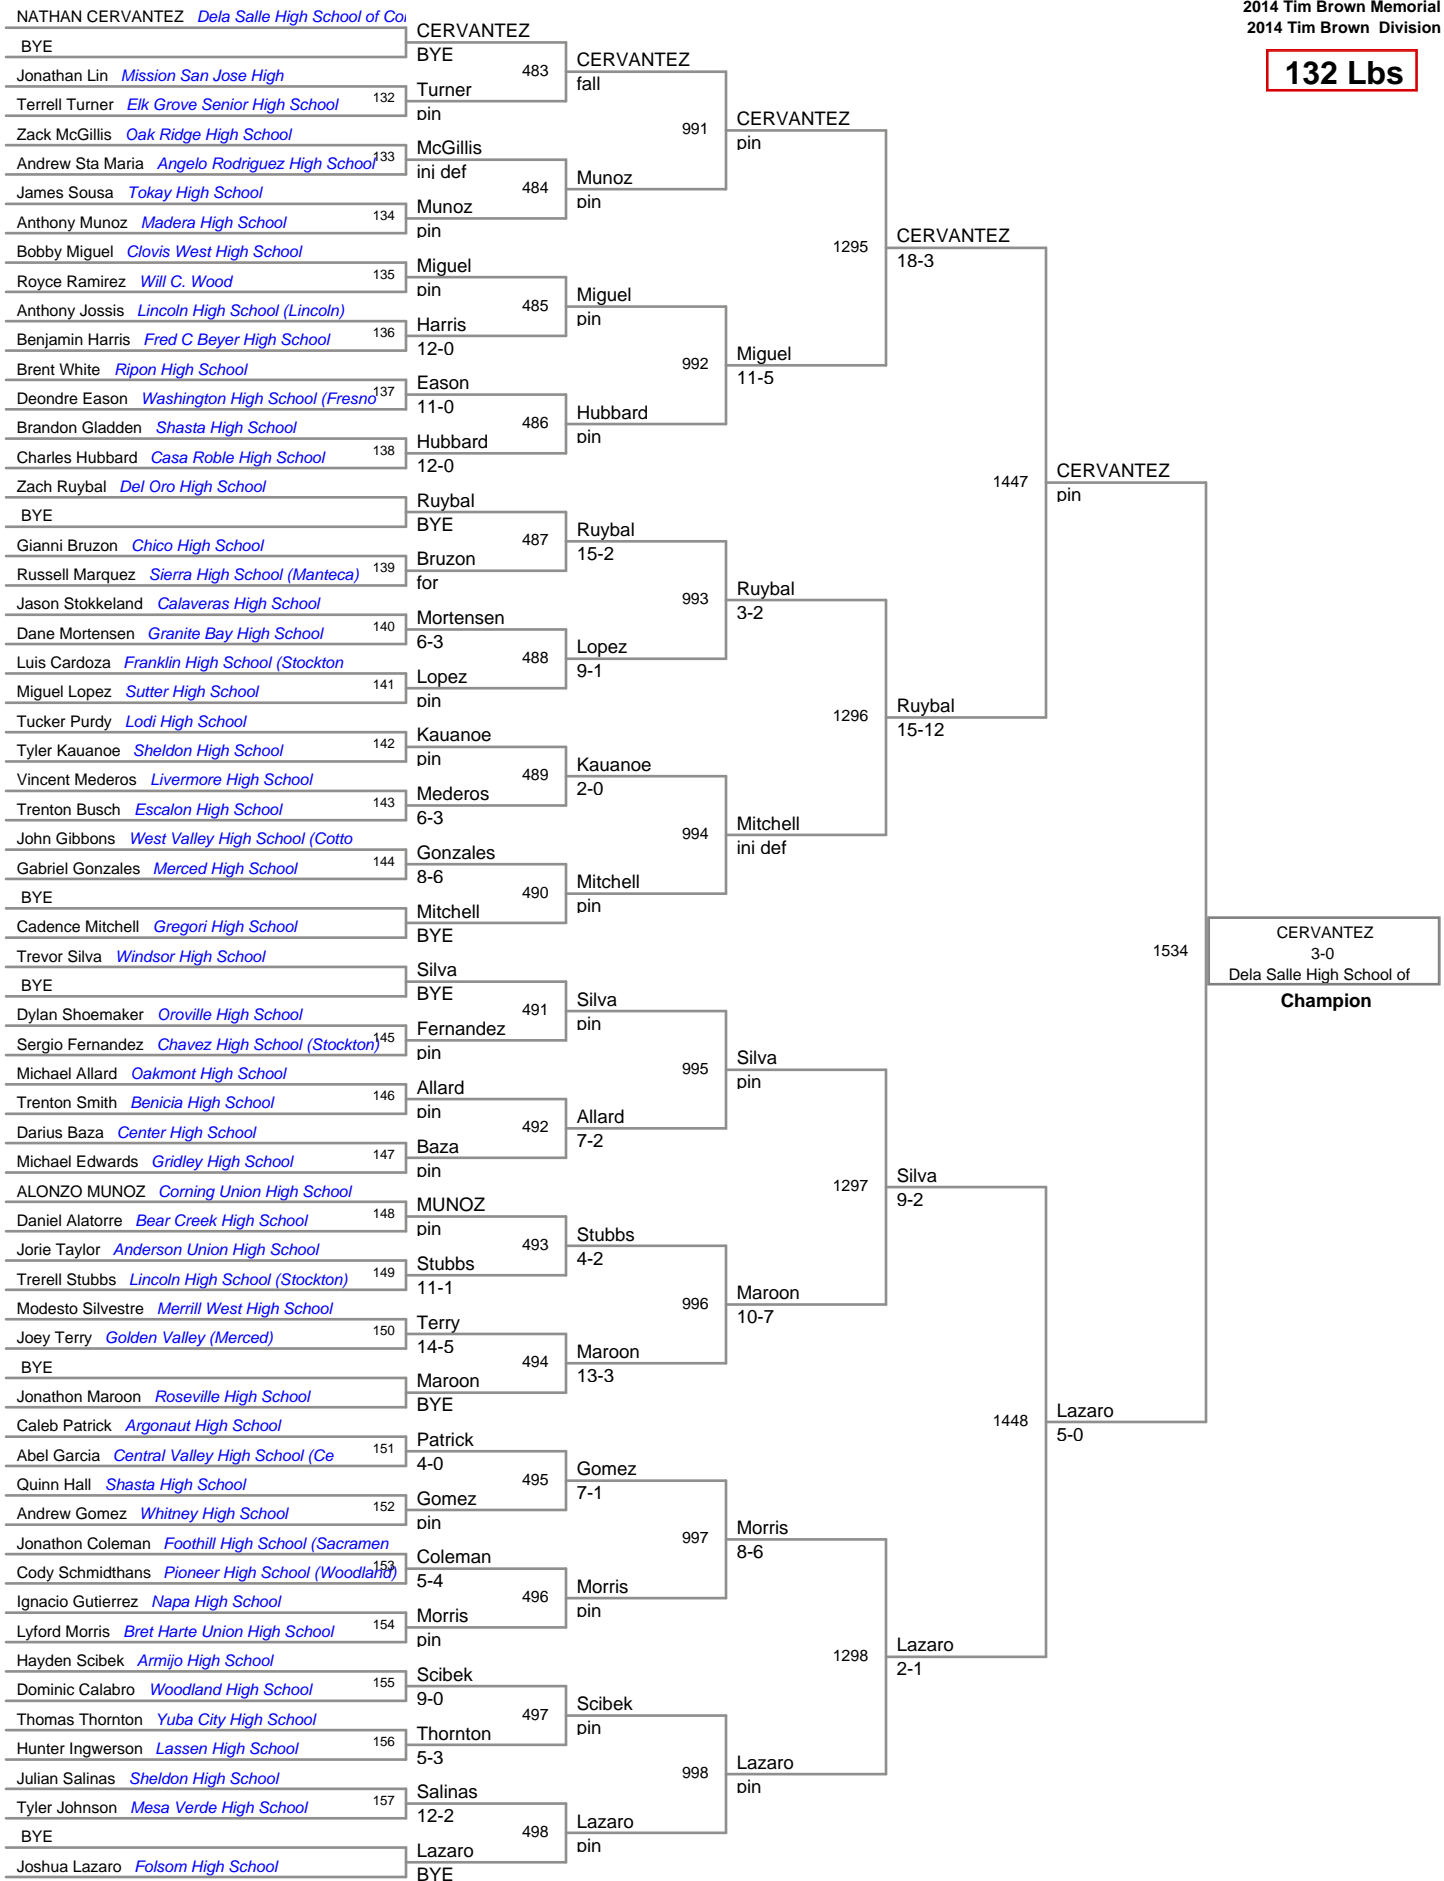 2014 Tim Brown Memorial
2014 Tim Brown Division
132 Lbs
NATHAN CERVANTEZ Dela Salle High School of Co
BYE
Jonathan Lin Mission San Jose High
Terrell Turner Elk Grove Senior High School
Zack McGillis Oak Ridge High School
Andrew Sta Maria Angelo Rodriguez High School
James Sousa Tokay High School
Anthony Munoz Madera High School
Bobby Miguel Clovis West High School
Royce Ramirez Will C. Wood
Anthony Jossis Lincoln High School (Lincoln)
Benjamin Harris Fred C Beyer High School
Brent White Ripon High School
Deondre Eason Washington High School (Fresno
Brandon Gladden Shasta High School
Charles Hubbard Casa Roble High School
Zach Ruybal Del Oro High School
BYE
Gianni Bruzon Chico High School
Russell Marquez Sierra High School (Manteca)
Jason Stokkeland Calaveras High School
Dane Mortensen Granite Bay High School
Luis Cardoza Franklin High School (Stockton
Miguel Lopez Sutter High School
Tucker Purdy Lodi High School
Tyler Kauanoe Sheldon High School
Vincent Mederos Livermore High School
Trenton Busch Escalon High School
John Gibbons West Valley High School (Cotto
Gabriel Gonzales Merced High School
BYE
Cadence Mitchell Gregori High School
Trevor Silva Windsor High School
BYE
Dylan Shoemaker Oroville High School
Sergio Fernandez Chavez High School (Stockton)
Michael Allard Oakmont High School
Trenton Smith Benicia High School
Darius Baza Center High School
Michael Edwards Gridley High School
ALONZO MUNOZ Corning Union High School
Daniel Alatorre Bear Creek High School
Jorie Taylor Anderson Union High School
Trerell Stubbs Lincoln High School (Stockton)
Modesto Silvestre Merrill West High School
Joey Terry Golden Valley (Merced)
BYE
Jonathon Maroon Roseville High School
Caleb Patrick Argonaut High School
Abel Garcia Central Valley High School (Ce
Quinn Hall Shasta High School
Andrew Gomez Whitney High School
Jonathon Coleman Foothill High School (Sacramen
Cody Schmidthans Pioneer High School (Woodland)
Ignacio Gutierrez Napa High School
Lyford Morris Bret Harte Union High School
Hayden Scibek Armijo High School
Dominic Calabro Woodland High School
Thomas Thornton Yuba City High School
Hunter Ingwerson Lassen High School
Julian Salinas Sheldon High School
Tyler Johnson Mesa Verde High School
BYE
Joshua Lazaro Folsom High School
132
133
134
135
136
137
138
139
140
141
142
143
144
145
146
147
148
149
150
151
152
153
154
155
156
157
CERVANTEZ
BYE
Turner
pin
McGillis
inj def
Munoz
pin
Miguel
pin
Harris
12-0
Eason
11-0
Hubbard
12-0
Ruybal
BYE
Bruzon
for
Mortensen
6-3
Lopez
pin
Kauanoe
pin
Mederos
6-3
Gonzales
8-6
Mitchell
BYE
Silva
BYE
Fernandez
pin
Allard
pin
Baza
pin
MUNOZ
pin
Stubbs
11-1
Terry
14-5
Maroon
BYE
Patrick
4-0
Gomez
pin
Coleman
5-4
Morris
pin
Scibek
9-0
Thornton
5-3
Salinas
12-2
Lazaro
BYE
483
484
485
486
487
488
489
490
491
492
493
494
495
496
497
498
CERVANTEZ
fall
Munoz
pin
Miguel
pin
Hubbard
pin
Ruybal
15-2
Lopez
9-1
Kauanoe
2-0
Mitchell
pin
Silva
pin
Allard
7-2
Stubbs
4-2
Maroon
13-3
Gomez
7-1
Morris
pin
Scibek
pin
Lazaro
pin
991
992
993
994
995
996
997
998
CERVANTEZ
pin
Miguel
11-5
Ruybal
3-2
Mitchell
inj def
Silva
pin
Maroon
10-7
Morris
8-6
Lazaro
pin
1295
1296
1297
1298
CERVANTEZ
18-3
Ruybal
15-12
Silva
9-2
Lazaro
2-1
1447
1448
CERVANTEZ
pin
Lazaro
5-0
1534
CERVANTEZ
3-0
Dela Salle High School of
Champion